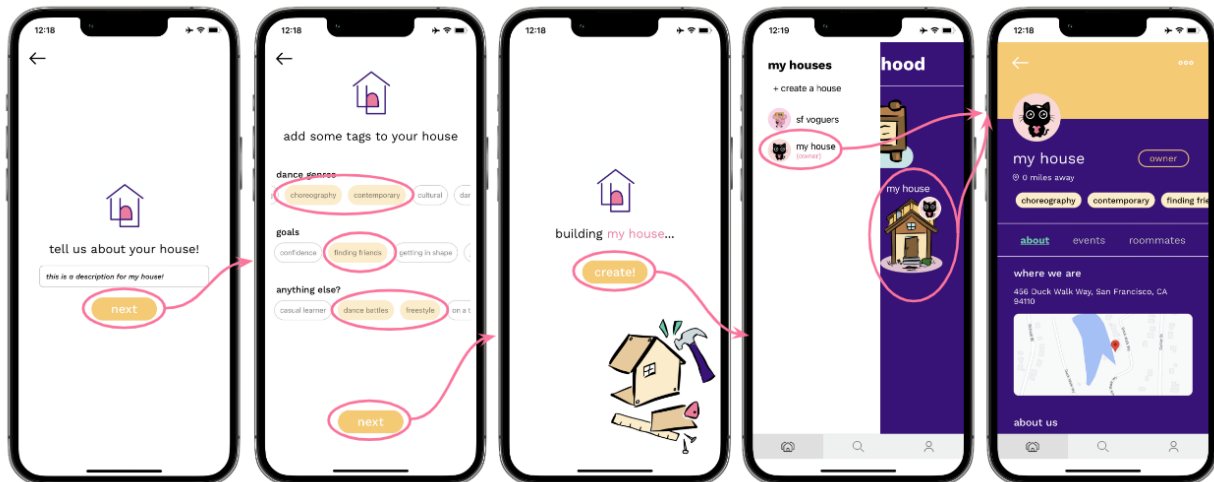 12:18
tell us about your house!
this is a description for my house!
next
12:18
add some tags to your house
dance genres
choreography contemporary cultural
goals
confidence finding friends getting in shape
anything else?
casual learner dance battles freestyle on a
next
12:18
building my house...
create!
12:19
my houses
hood
+ create a house
sf voguers
my house
(owner)
my house
12:18
my house
owner
0 miles away
choreography contemporary finding frie
about events roommates
where we are
456 Duck Walk Way, San Francisco, CA
94110
about us